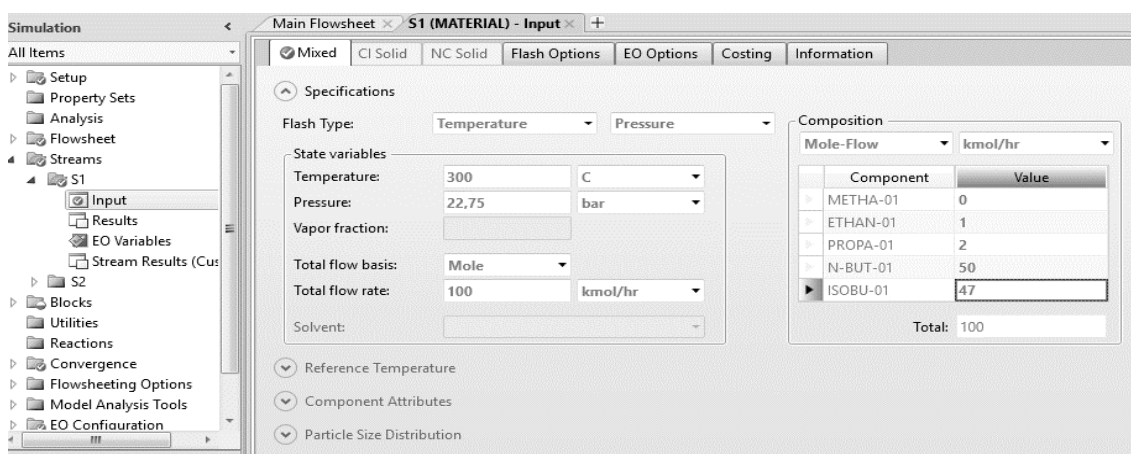 Simulation
All Items
Setup
Property Sets
Analysis
Flowsheet
Streams
S1
Input
Results
EO Variables
Stream Results (Cus
S2
Blocks
Utilities
Reactions
Convergence
Flowsheeting Options
Model Analysis Tools
EO Configuration
Main Flowsheet S1 (MATERIAL) - Input
Mixed CI Solid NC Solid Flash Options EO Options Costing Information
Specifications
Flash Type: Temperature Pressure
State variables
Temperature: 300 C
Pressure: 22,75 bar
Vapor fraction:
Total flow basis: Mole
Total flow rate: 100 kmol/hr
Solvent:
Reference Temperature
Component Attributes
Particle Size Distribution
Composition
Mole-Flow kmol/hr
Component Value
METHA-01 0
ETHAN-01 1
PROPA-01 2
N-BUT-01 50
ISOBU-01 47
Total: 100